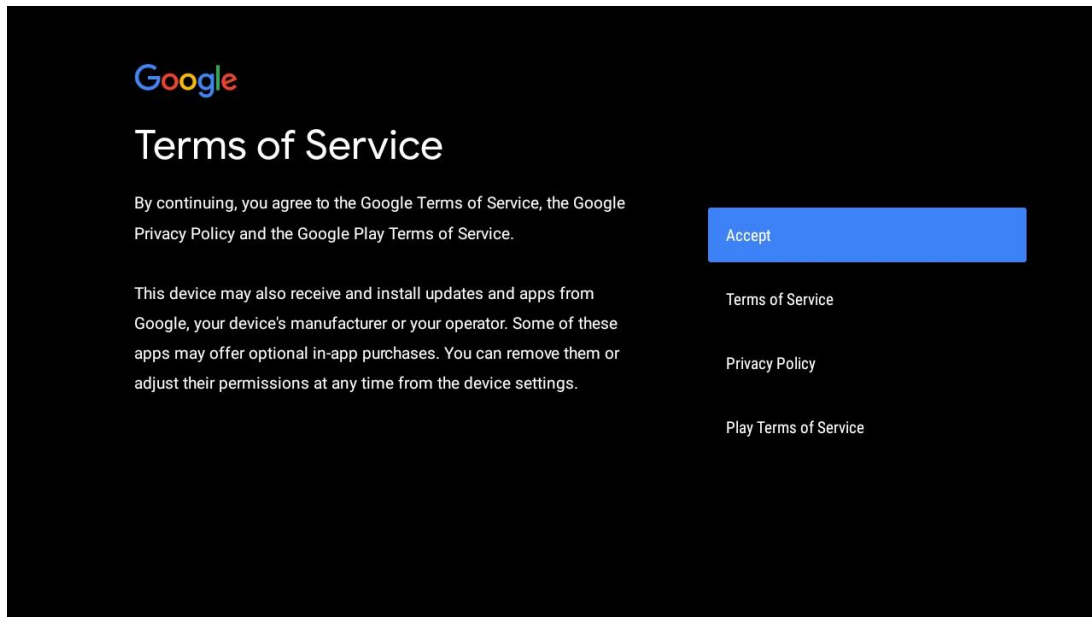 Google
Terms of Service
By continuing, you agree to the Google Terms of Service, the Google
Privacy Policy and the Google Play Terms of Service.
This device may also receive and install updates and apps from
Google, your device's manufacturer or your operator. Some of these
apps may offer optional in-app purchases. You can remove them or
adjust their permissions at any time from the device settings.
Accept
Terms of Service
Privacy Policy
Play Terms of Service